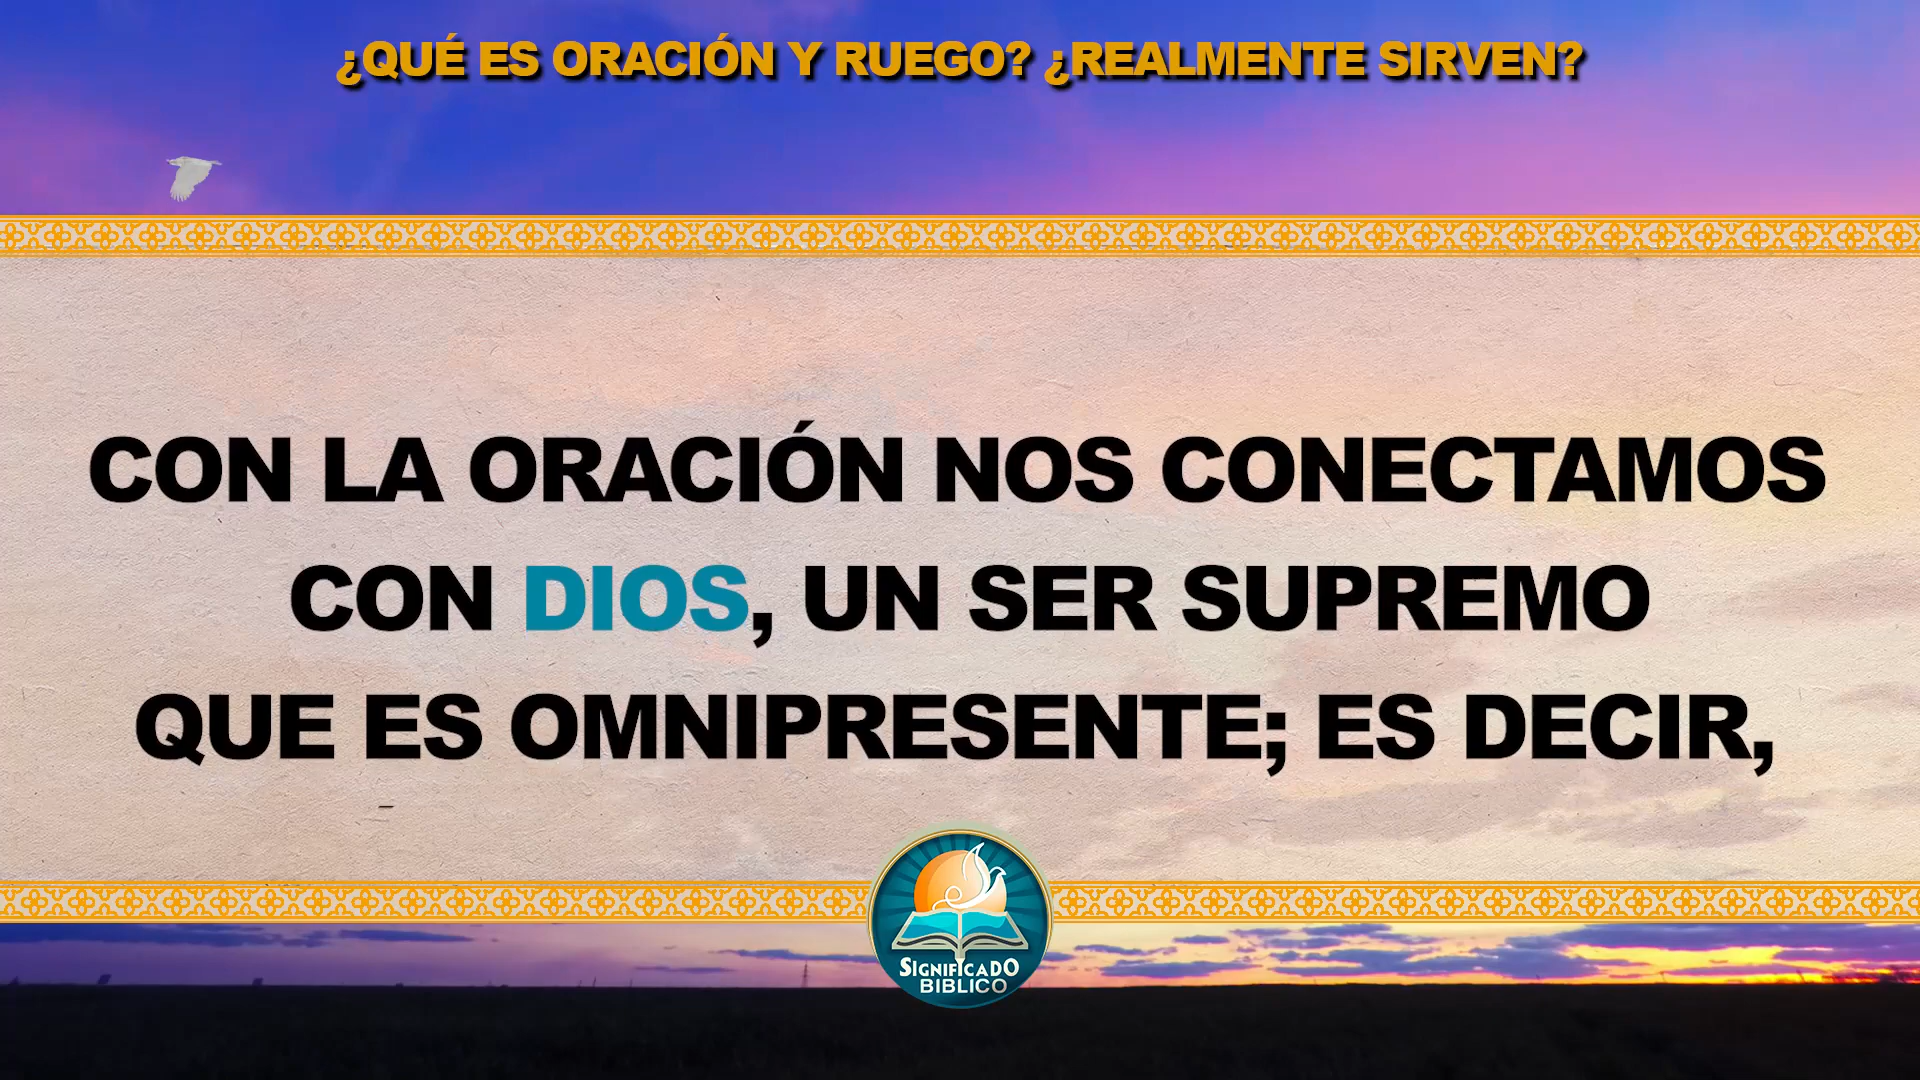 ¿QUÉ ES ORACIÓN Y RUEGO? ¿REALMENTE SIRVEN?
CON LA ORACIÓN NOS CONECTAMOS
CON DIOS, UN SER SUPREMO
QUE ES OMNIPRESENTE; ES DECIR,
SIGNIFICADO
BIBLICO